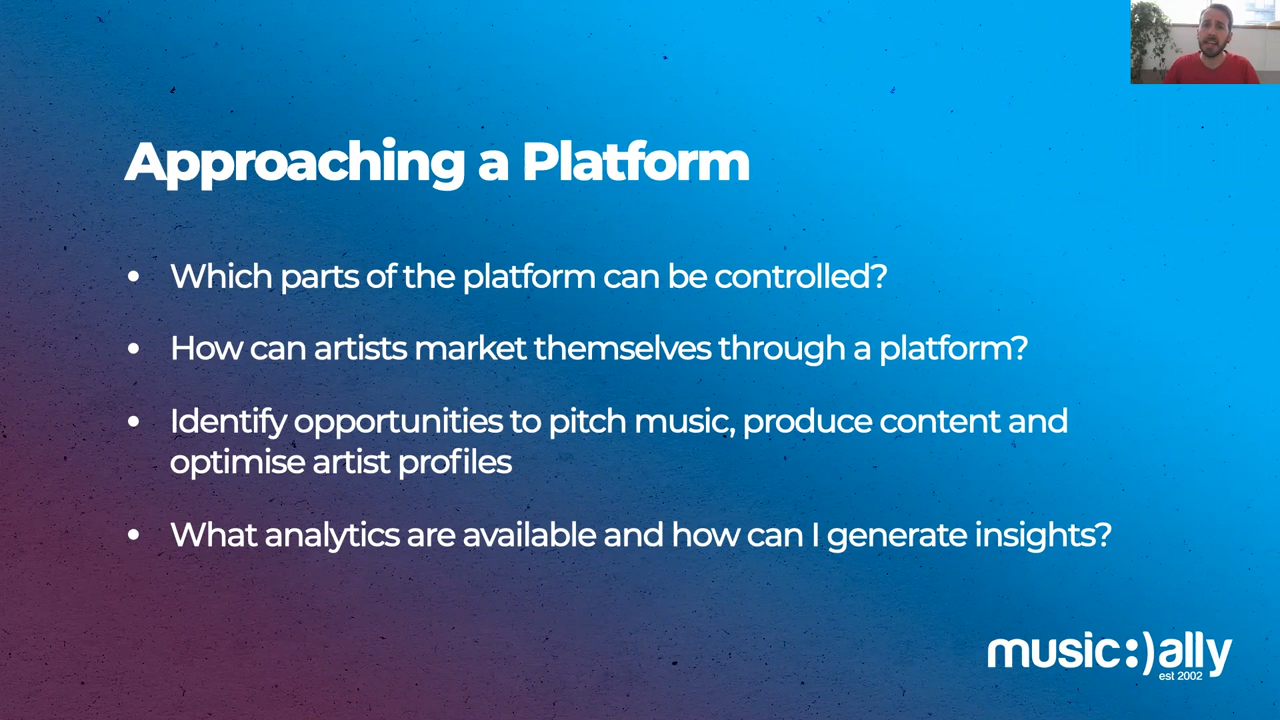 Approaching a Platform
• Which parts of the platform can be controlled?
• How can artists market themselves through a platform?
• Identify opportunities to pitch music, produce content and
optimise artist profiles
• What analytics are available and how can I generate insights?
music:)ally
est 2002